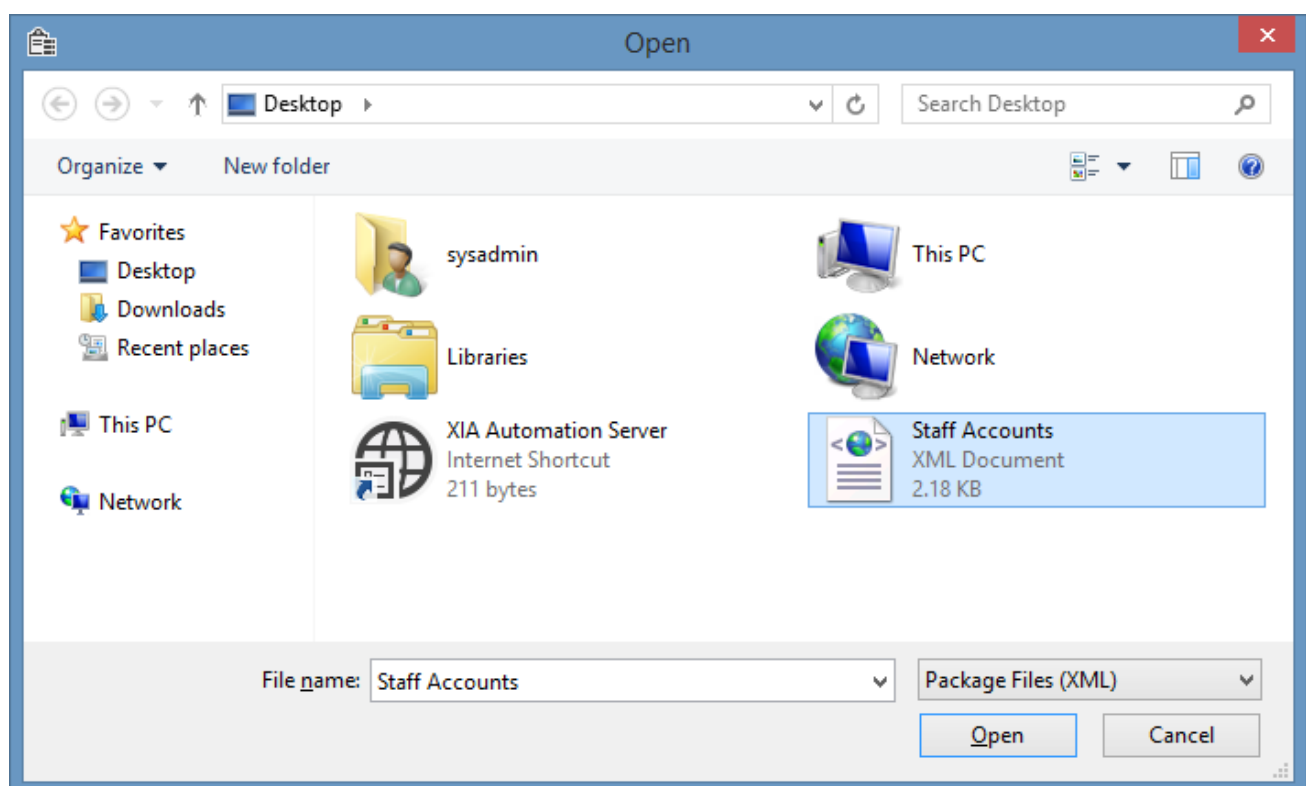 Open
Desktop
Search Desktop
Organize
New folder
Favorites
Desktop
Downloads
Recent places
This PC
Network
sysadmin
This PC
Libraries
Network
XIA Automation Server
Internet Shortcut
211 bytes
Staff Accounts
XML Document
2.18 KB
File name:
Staff Accounts
Package Files (XML)
Open
Cancel